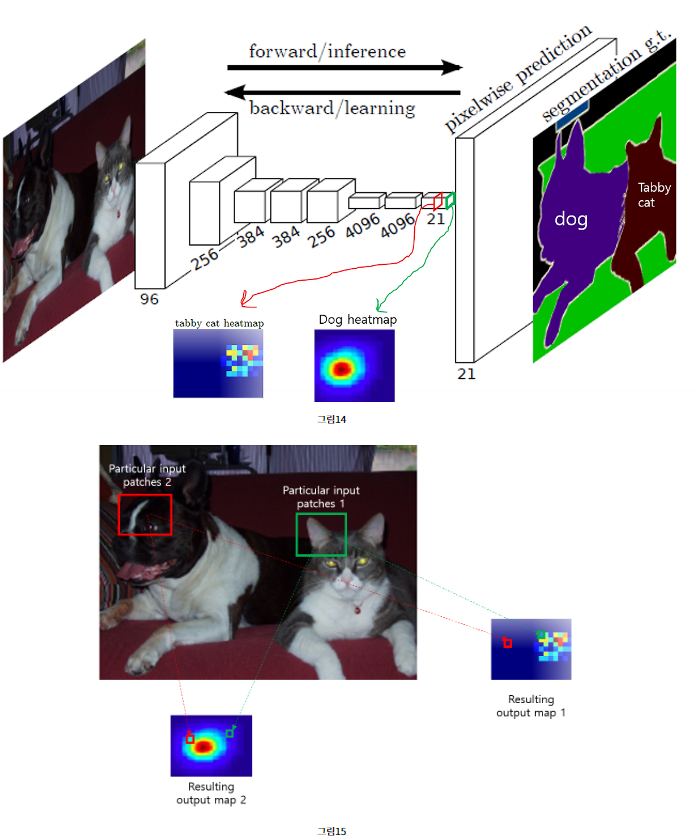 forward/inference
backward/learning
pixelwise prediction
segmentation g.t.
96
256
384
384
256
4096
4096
21
21
dog
Tabby
cat
tabby cat heatmap
Dog heatmap
그림14
Particular input
patches 2
Particular input
patches 1
Resulting
output map 1
Resulting
output map 2
그림15